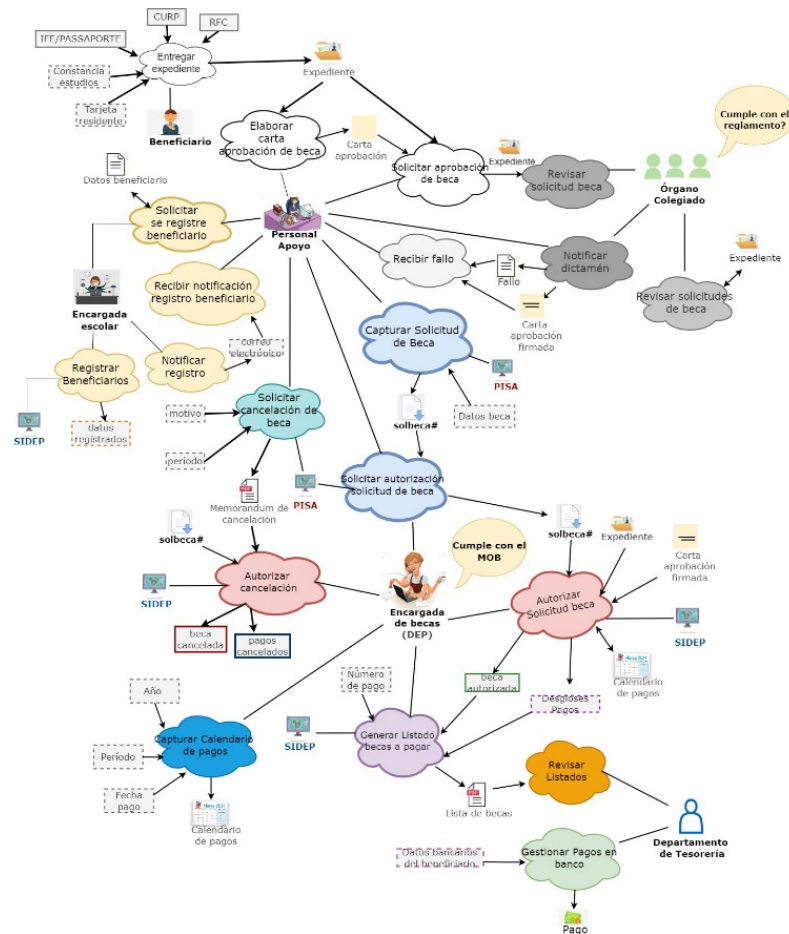 CURP
RFC
IFE/PASSAPORTE
Entregar
expediente
Constancia
estudios
Tarjeta
residente
Beneficiario
Expediente
Elaborar
carta
aprobación de beca
Carta
aprobación
Solicitar aprobación
de beca
Expediente
Revisar
solicitud beca
Cumple con el
reglamento?
Órgano
Colegiado
Datos beneficiario
Solicitar
se registre
beneficiario
Personal
Apoyo
Recibir fallo
Fallo
Notificar
dictamén
Carta
aprobación
firmada
Expediente
Revisar solicitudes
de beca
Encargada
escolar
Recibir notificación
registro beneficiario
correo
electrópico
Notificar
registro
Registrar
Beneficiarios
SIDEP
datos
registrados
Capturar Solicitud
de Beca
PISA
Datos beca
solbeca#
Solicitar
cancelación de
beca
motivo
período
Memorandum de
cancelación
PISA
Solicitar autorización
solicitud de beca
solbeca#
SIDEP
Autorizar
cancelación
beca
cancelada
pagos
cancelados
Cumple con el
MOB
Encargada
de becas
(DEP)
solbeca#
Expediente
Carta
aprobación
firmada
Autorizar
Solicitud beca
SIDEP
Calendario
de pagos
beca
autorizada
Desgloses
Pagos
Número
de pago
SIDEP
Generar Listado
becas a pagar
Lista de becas
Revisar
Listados
Departamento
de Tesorería
Año
Período
Fecha
pago
Capturar Calendario
de pagos
Calendario
de pagos
Datos bancarios
del beneficiario
Gestionar Pagos en
banco
Pago